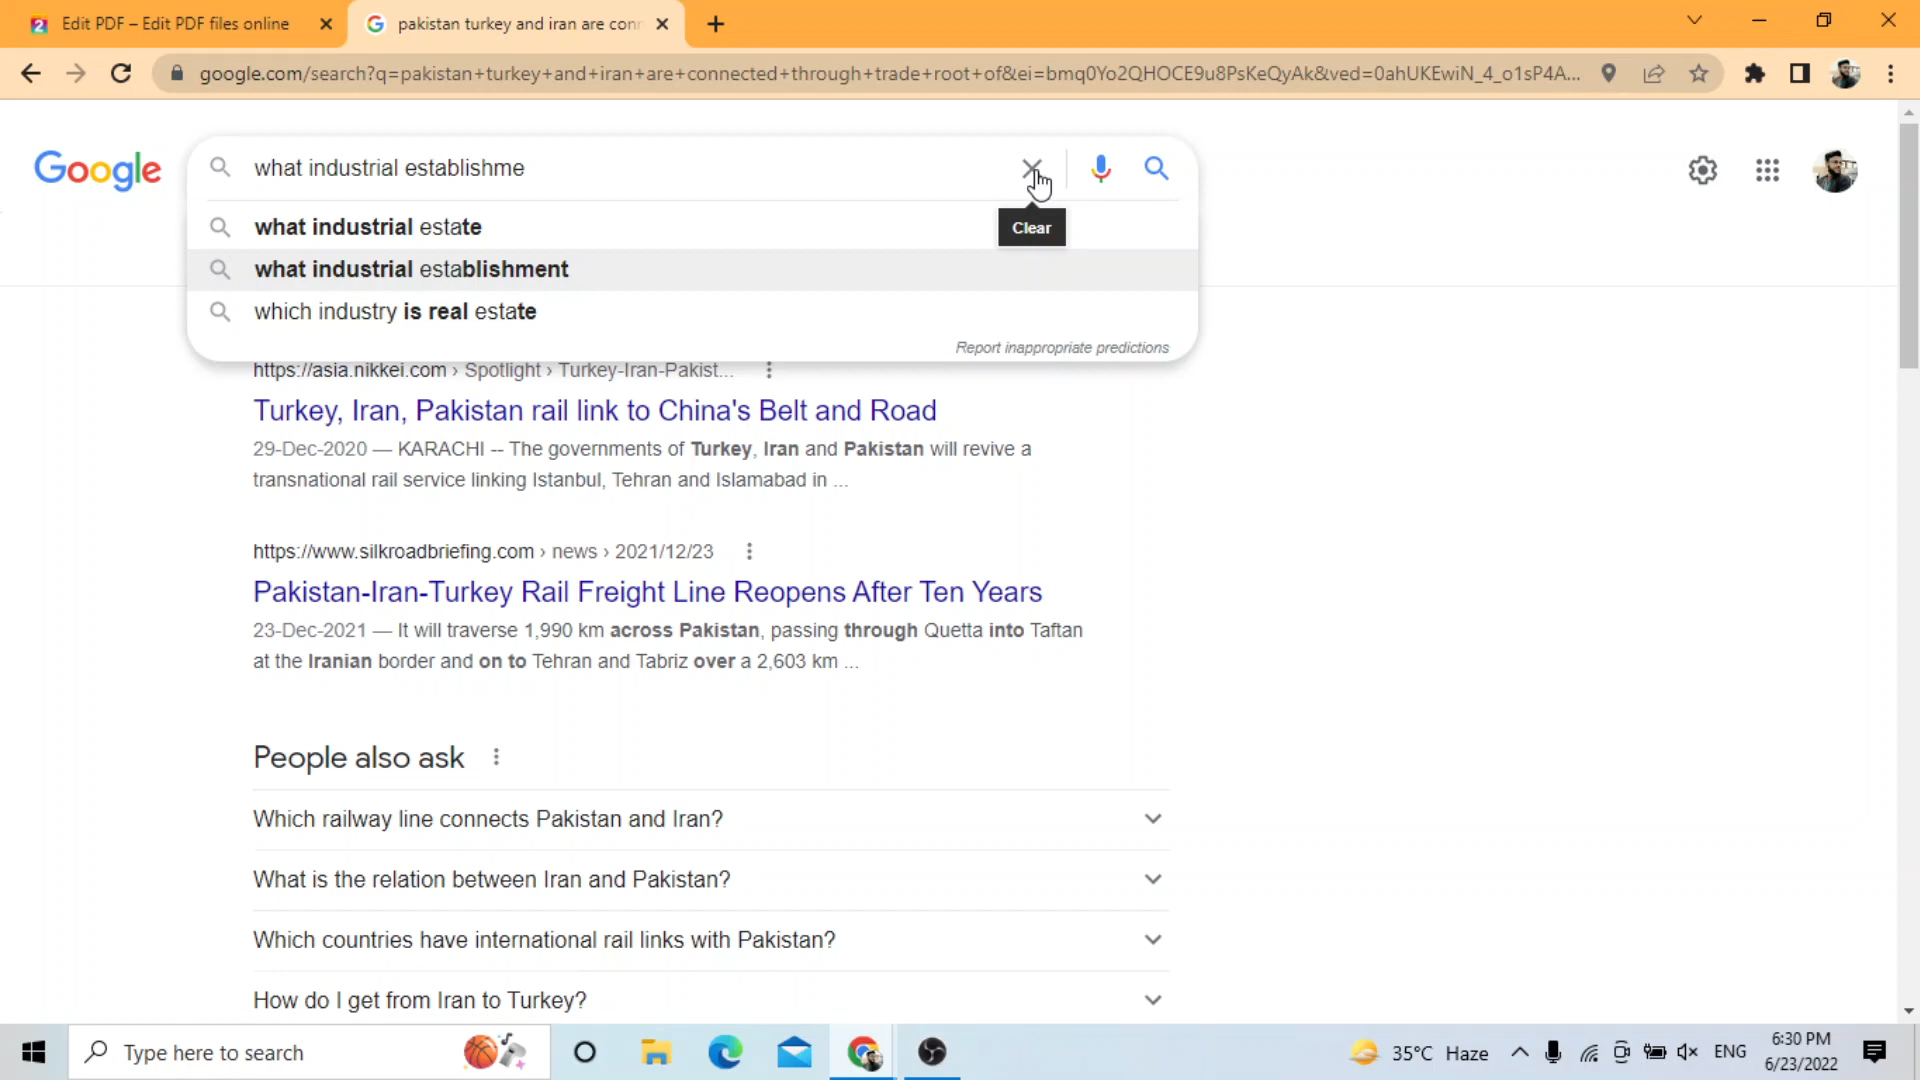 Edit PDF – Edit PDF files online
pakistan turkey and iran are con
google.com/search?q=pakistan+turkey+and+iran+are+connected+through+trade+root+of&ei=bmq0Yo2QHOCE9u8PsKeQyAk&ved=0ahUKEwiN_4_o1sP4A...
Google
what industrial establishme
what industrial estate
Clear
what industrial establishment
which industry is real estate
Report inappropriate predictions
https://asia.nikkei.com › Spotlight › Turkey-Iran-Pakist...
Turkey, Iran, Pakistan rail link to China's Belt and Road
29-Dec-2020 — KARACHI -- The governments of Turkey, Iran and Pakistan will revive a
transnational rail service linking Istanbul, Tehran and Islamabad in ...
https://www.silkroadbriefing.com › news › 2021/12/23
Pakistan-Iran-Turkey Rail Freight Line Reopens After Ten Years
23-Dec-2021 — It will traverse 1,990 km across Pakistan, passing through Quetta into Taftan
at the Iranian border and on to Tehran and Tabriz over a 2,603 km ...
People also ask
Which railway line connects Pakistan and Iran?
What is the relation between Iran and Pakistan?
Which countries have international rail links with Pakistan?
How do I get from Iran to Turkey?
Type here to search
35°C Haze
ENG
6:30 PM
6/23/2022